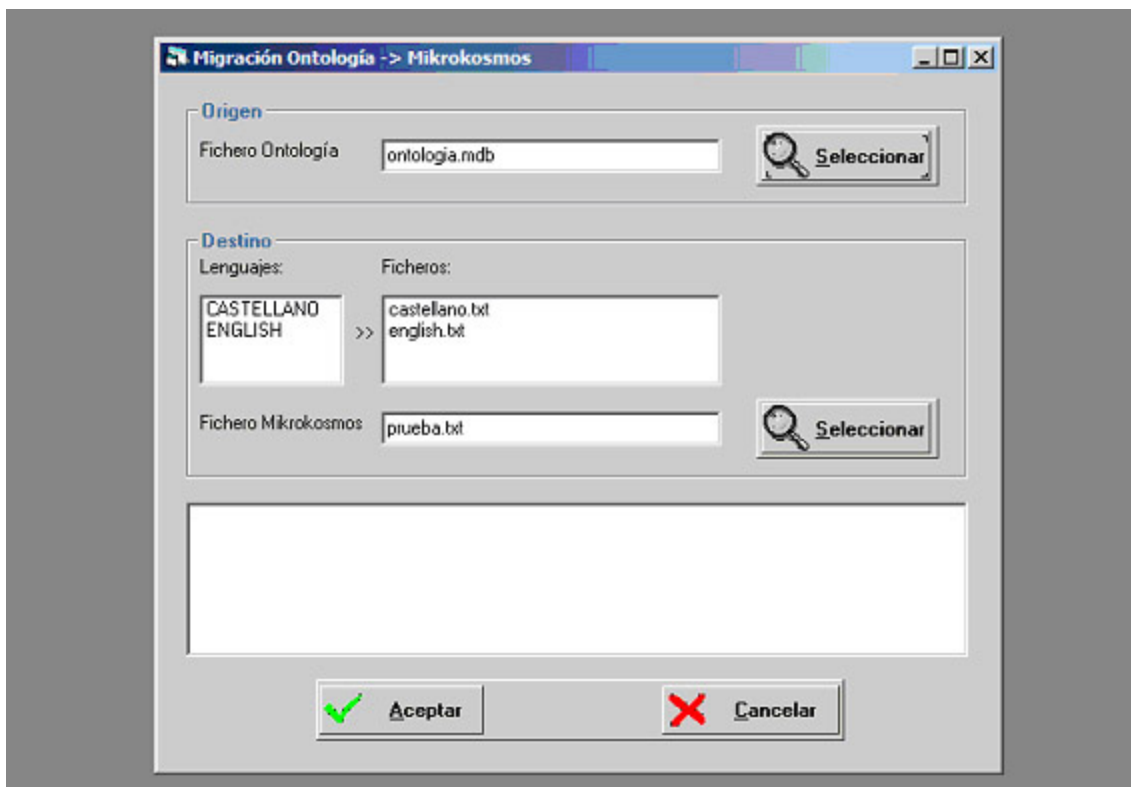 Migración Ontología -> Mikrokosmos
Origen
Fichero Ontología
ontologia.mdb
Seleccionar
Destino
Lenguajes:
Ficheros:
CASTELLANO
ENGLISH
>>
castellano.txt
english.txt
Fichero Mikrokosmos
prueba.txt
Seleccionar
Aceptar
Cancelar